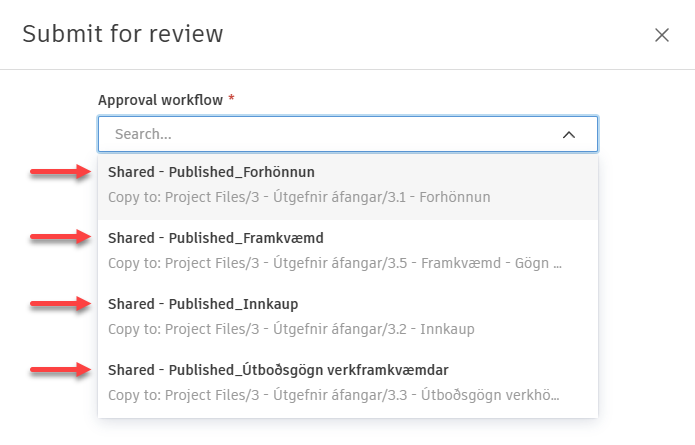 Submit for review
Approval workflow *
Search...
Shared - Published_Forhönnun
Copy to: Project Files/3 - Útgefnir áfangar/3.1 - Forhönnun
Shared - Published_Framkvæmd
Copy to: Project Files/3 - Útgefnir áfangar/3.5 - Framkvæmd - Gögn ...
Shared - Published_Innkaup
Copy to: Project Files/3 - Útgefnir áfangar/3.2 - Innkaup
Shared - Published_Útboðsgögn verkframkvæmdar
Copy to: Project Files/3 - Útgefnir áfangar/3.3 - Útboðsgögn verkhö...